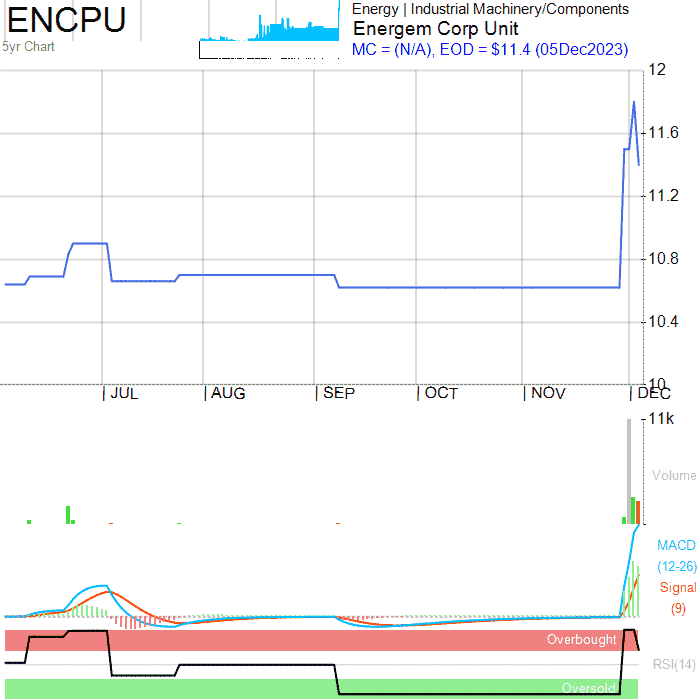 ENCPU
5yr Chart
Energy | Industrial Machinery/Components
Energem Corp Unit
MC = (N/A), EOD = $11.4 (05Dec2023)
12
11.6
11.2
10.8
10.4
10
JUL AUG SEP OCT NOV DEC
11k
Volume
MACD
(12-26)
Signal
(9)
Overbought
RSI(14)
Oversold